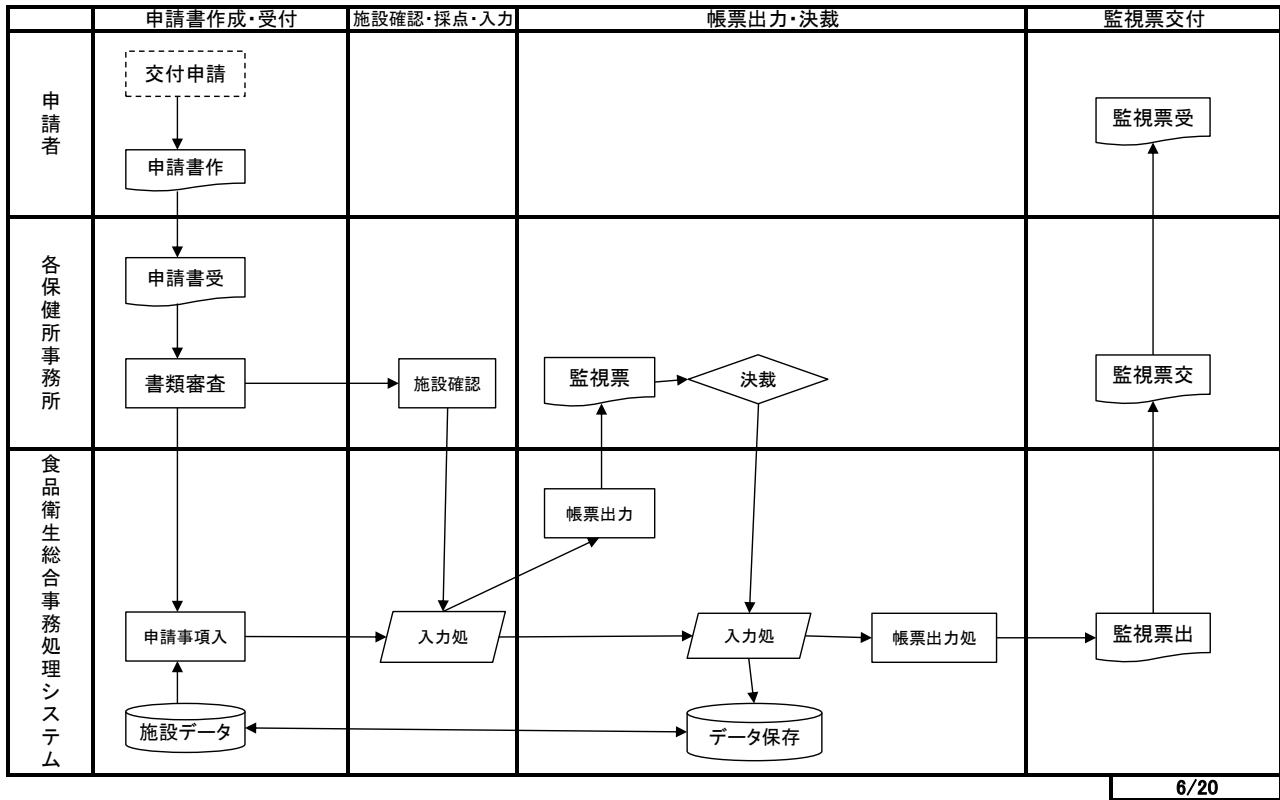 申請書作成・受付
施設確認・採点・入力
帳票出力・決裁
監視票交付
申請者
交付申請
申請書作
監視票受
各保健所事務所
申請書受
書類審査
施設確認
監視票
決裁
監視票交
食品衛生総合事務処理システム
帳票出力
申請事項入
入力処
入力処
帳票出力処
監視票出
施設データ
データ保存
6/20